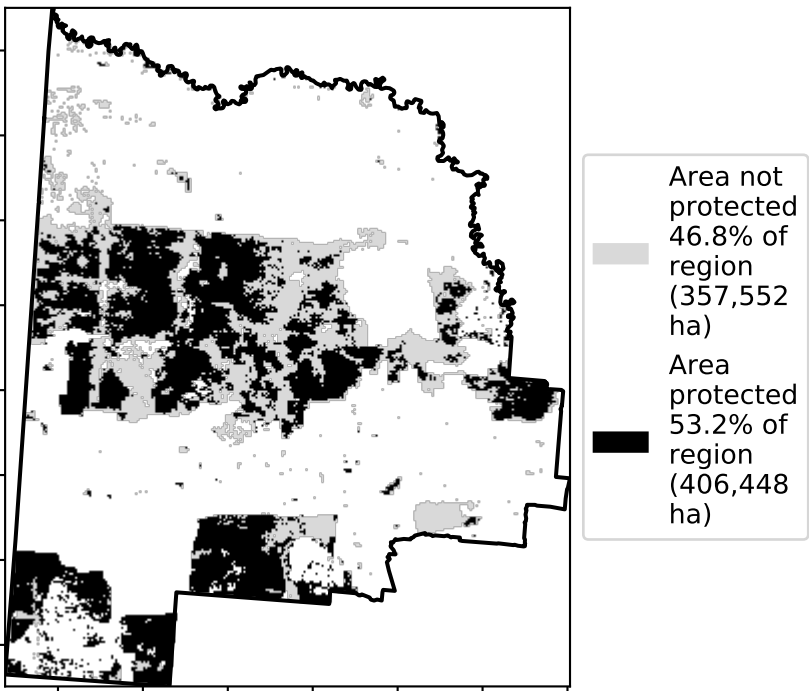 Area not
protected
46.8% of
region
(357,552
ha)
Area
protected
53.2% of
region
(406,448
ha)